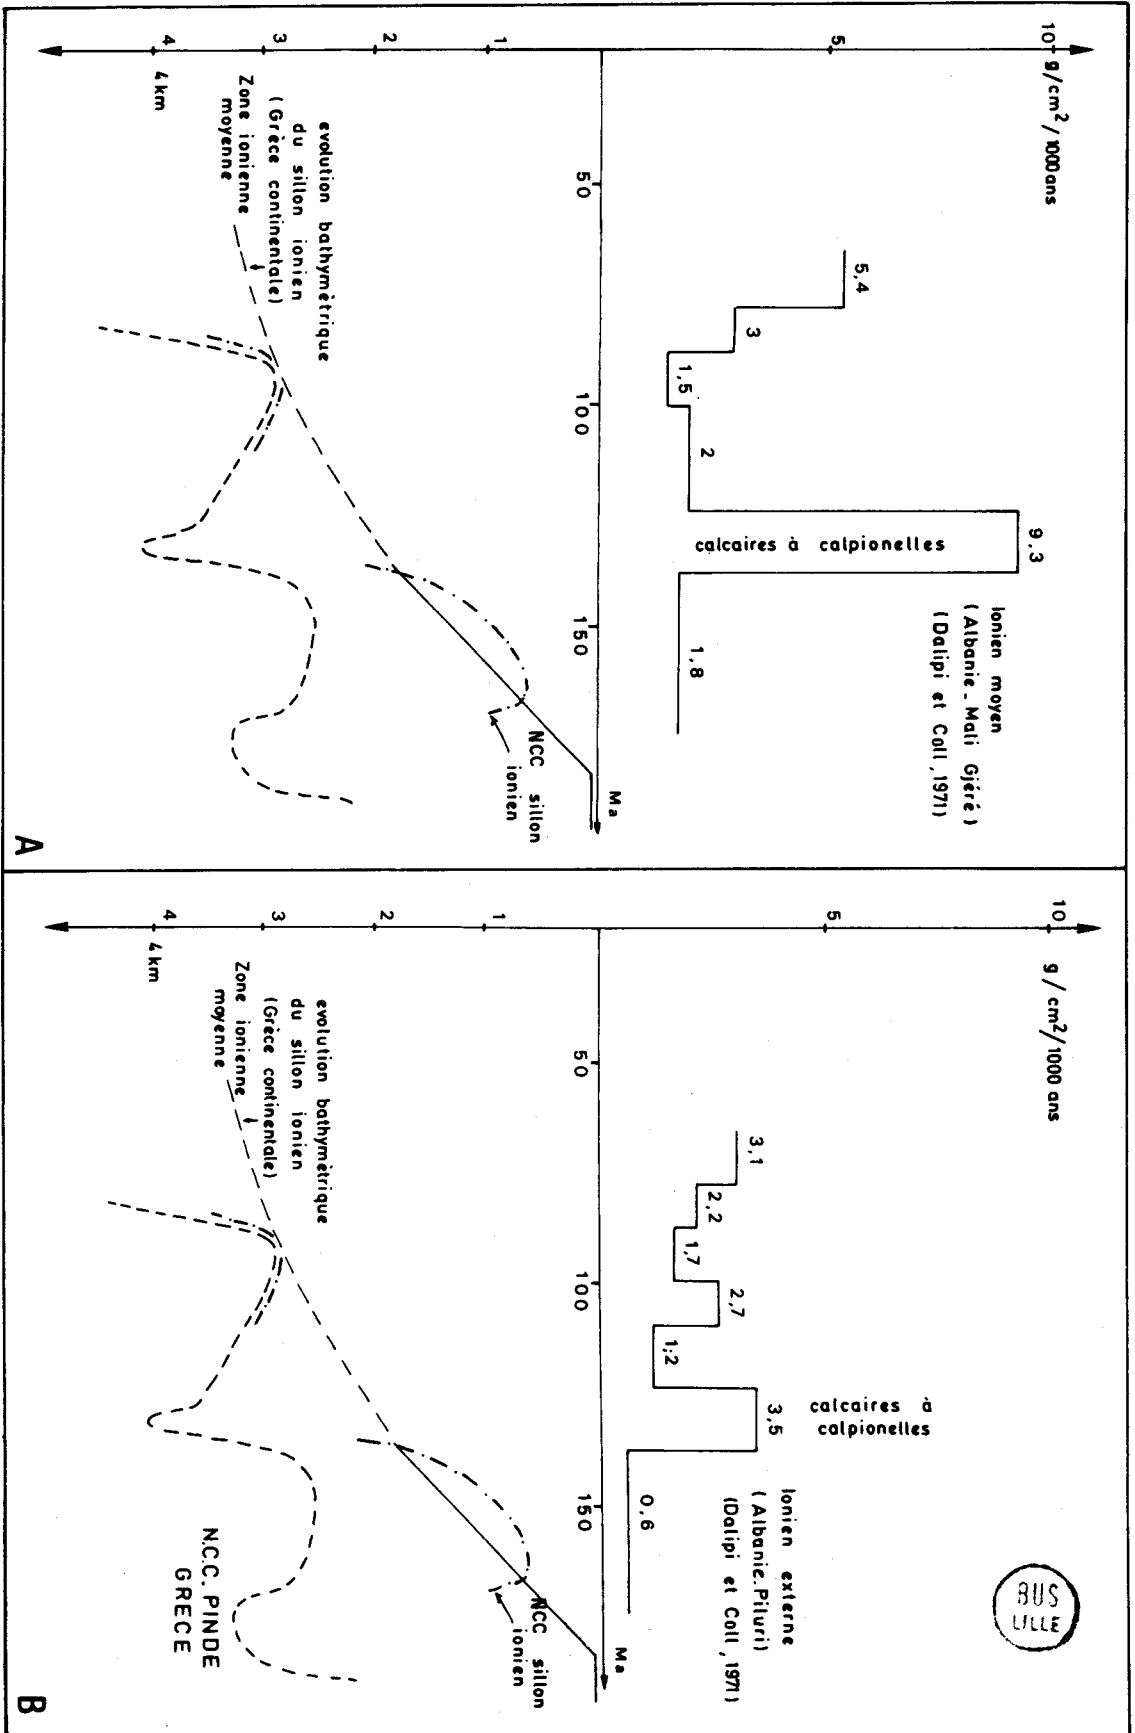 10 g/cm²/1000 ans
5
1
2
3
4
4 km
50
100
150
Ma
5,4
3
1,5
2
9,3
1,8
calcaires à calpionelles
Ionien moyen
(Albanie - Mali Gjéré)
(Dalipi et Coll, 1971)
evolution bathymètrique
du sillon ionien
(Grèce continentale)
Zone ionienne
moyenne
NCC sillon
ionien
A
10
g / cm²/1000 ans
5
1
2
3
4
4 km
50
100
150
Ma
3,1
2,2
1,7
2,7
1,2
3,5
0,6
calcaires à
calpionelles
Ionien externe
(Albanie. Piluri)
(Dalipi et Coll, 1971)
evolution bathymètrique
du sillon ionien
(Grèce continentale)
Zone ionienne
moyenne
NCC sillon
ionien
N.C.C. PINDE
GRECE
BUS
LILLE
B